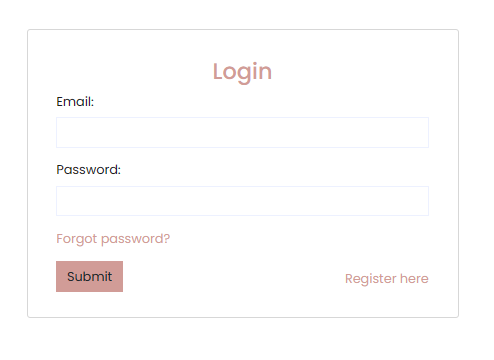 Login
Email:
Password:
Forgot password?
Submit
Register here